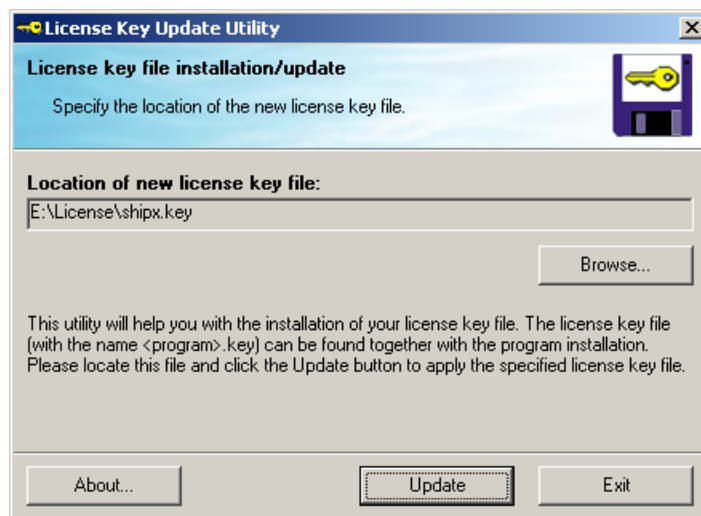 License Key Update Utility
License key file installation/update
Specify the location of the new license key file.
Location of new license key file:
E:\License\shipx.key
Browse...
This utility will help you with the installation of your license key file. The license key file
(with the name <program>.key) can be found together with the program installation.
Please locate this file and click the Update button to apply the specified license key file.
About... Update Exit